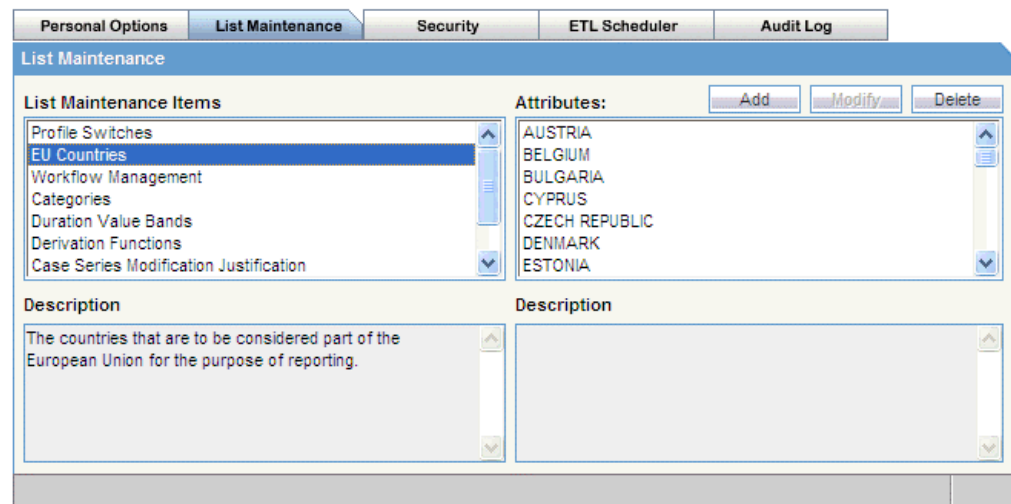 Personal Options List Maintenance Security ETL Scheduler Audit Log
List Maintenance
List Maintenance Items
Attributes: Add Modify Delete
Profile Switches
EU Countries
Workflow Management
Categories
Duration Value Bands
Derivation Functions
Case Series Modification Justification
AUSTRIA
BELGIUM
BULGARIA
CYPRUS
CZECH REPUBLIC
DENMARK
ESTONIA
Description
The countries that are to be considered part of the
European Union for the purpose of reporting.
Description